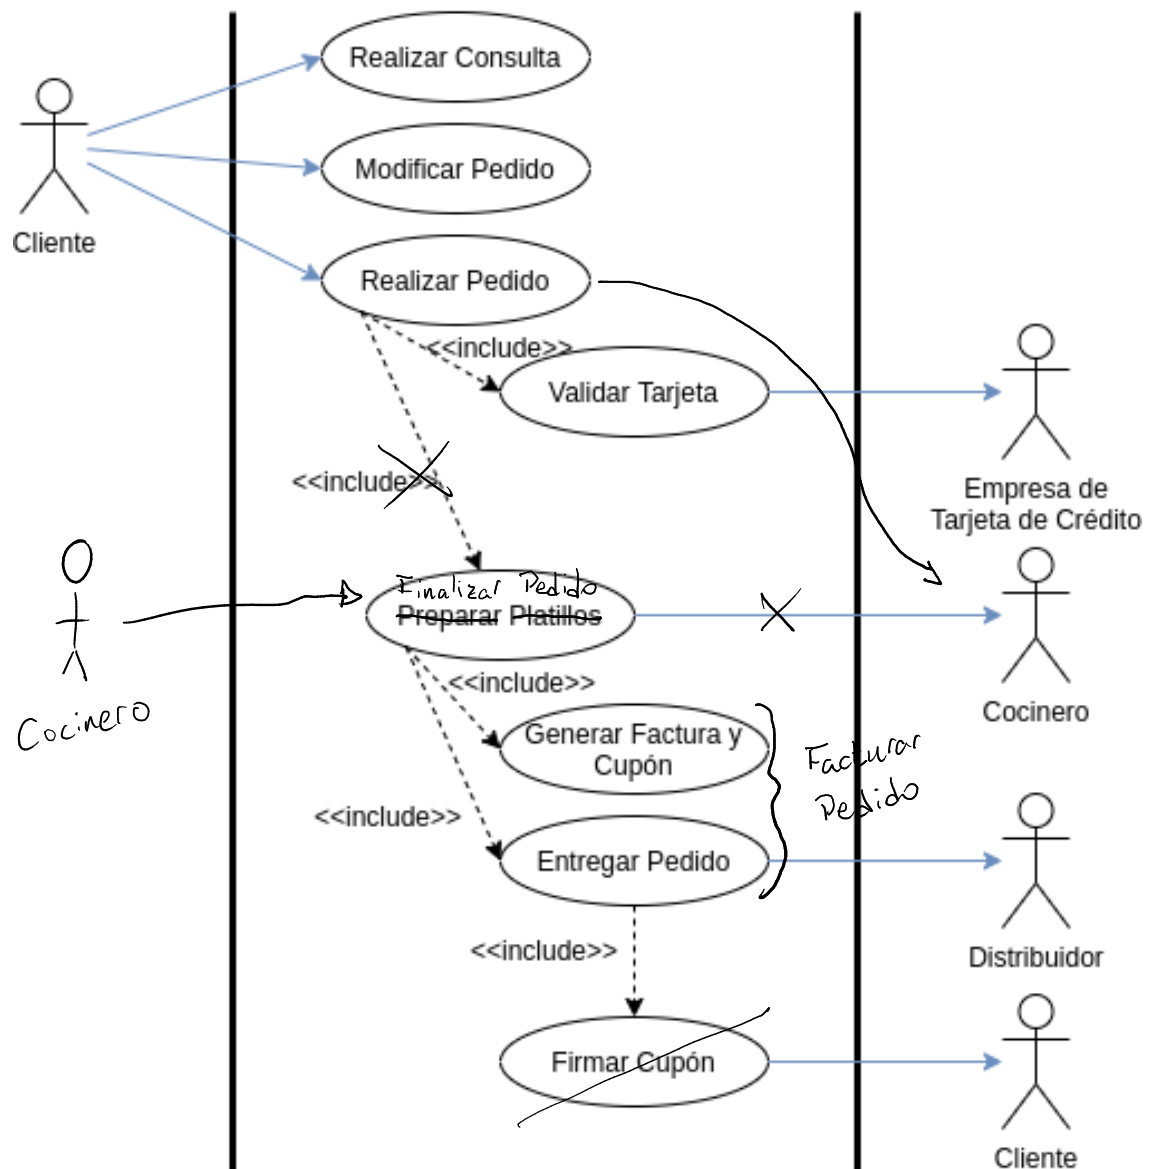 Realizar Consulta
Modificar Pedido
Cliente
Realizar Pedido
<<include>>
Validar Tarjeta
<<include>>
Empresa de
Tarjeta de Crédito
Finalizar Pedido
Preparar Platillos
Cocinero
<<include>>
Cocinero
Generar Factura y
Cupón
Facturar
Pedido
<<include>>
Entregar Pedido
<<include>>
Distribuidor
Firmar Cupón
Cliente